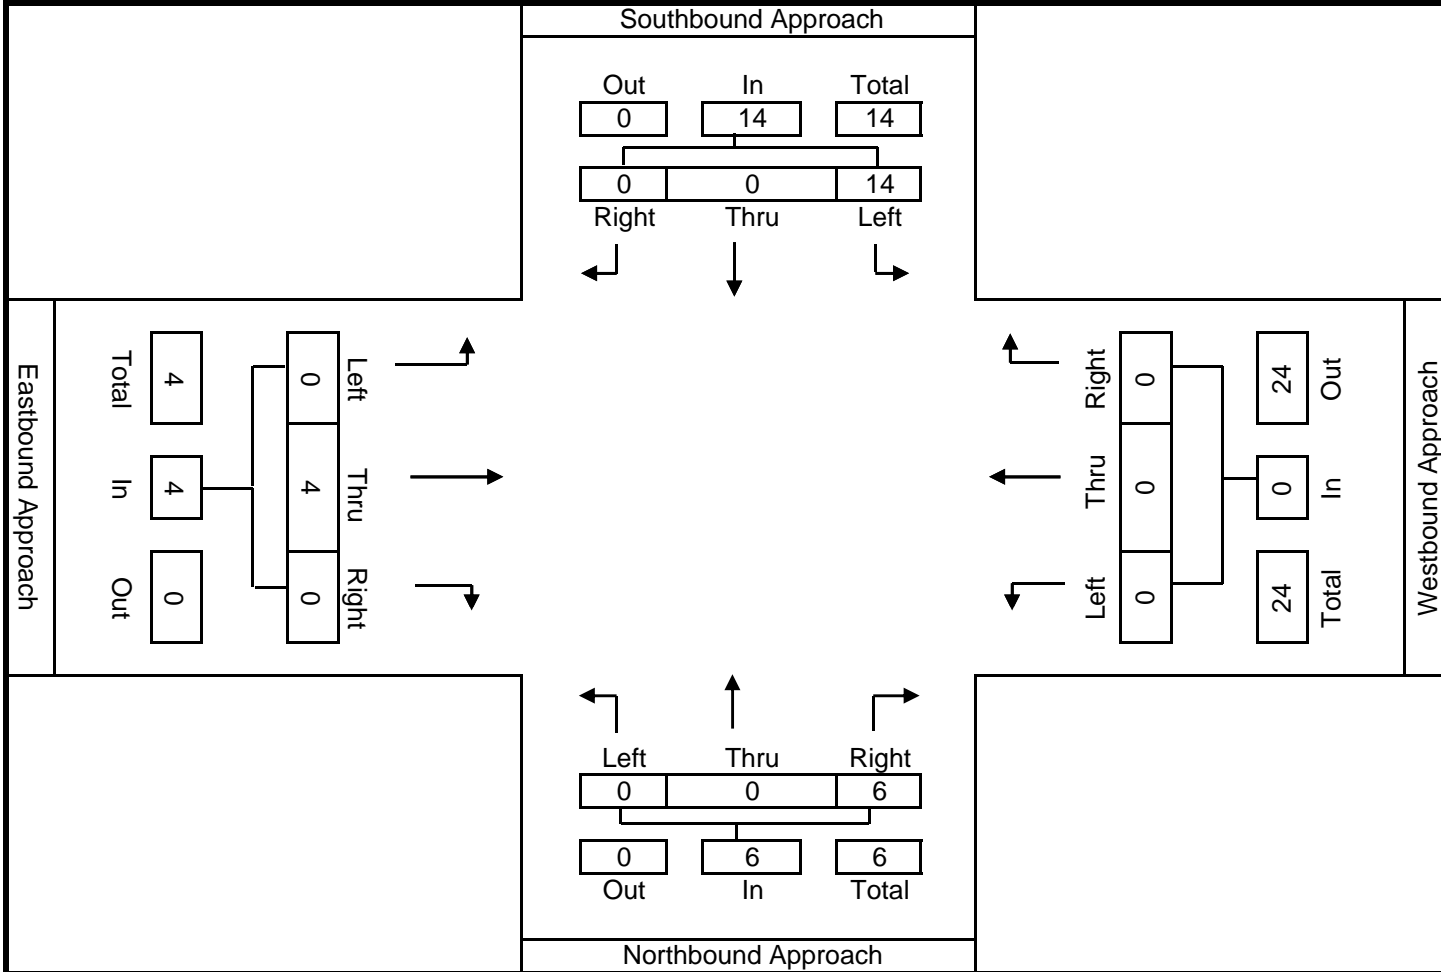 Southbound Approach
Out In Total
0 14 14
0 0 14
Right Thru Left
Eastbound Approach
Total In Out
4 4 0
0 4 0
Left Thru Right
Right Thru Left
0 0 0
24 0 24
Out In Total
Westbound Approach
Left Thru Right
0 0 6
0 6 6
Out In Total
Northbound Approach